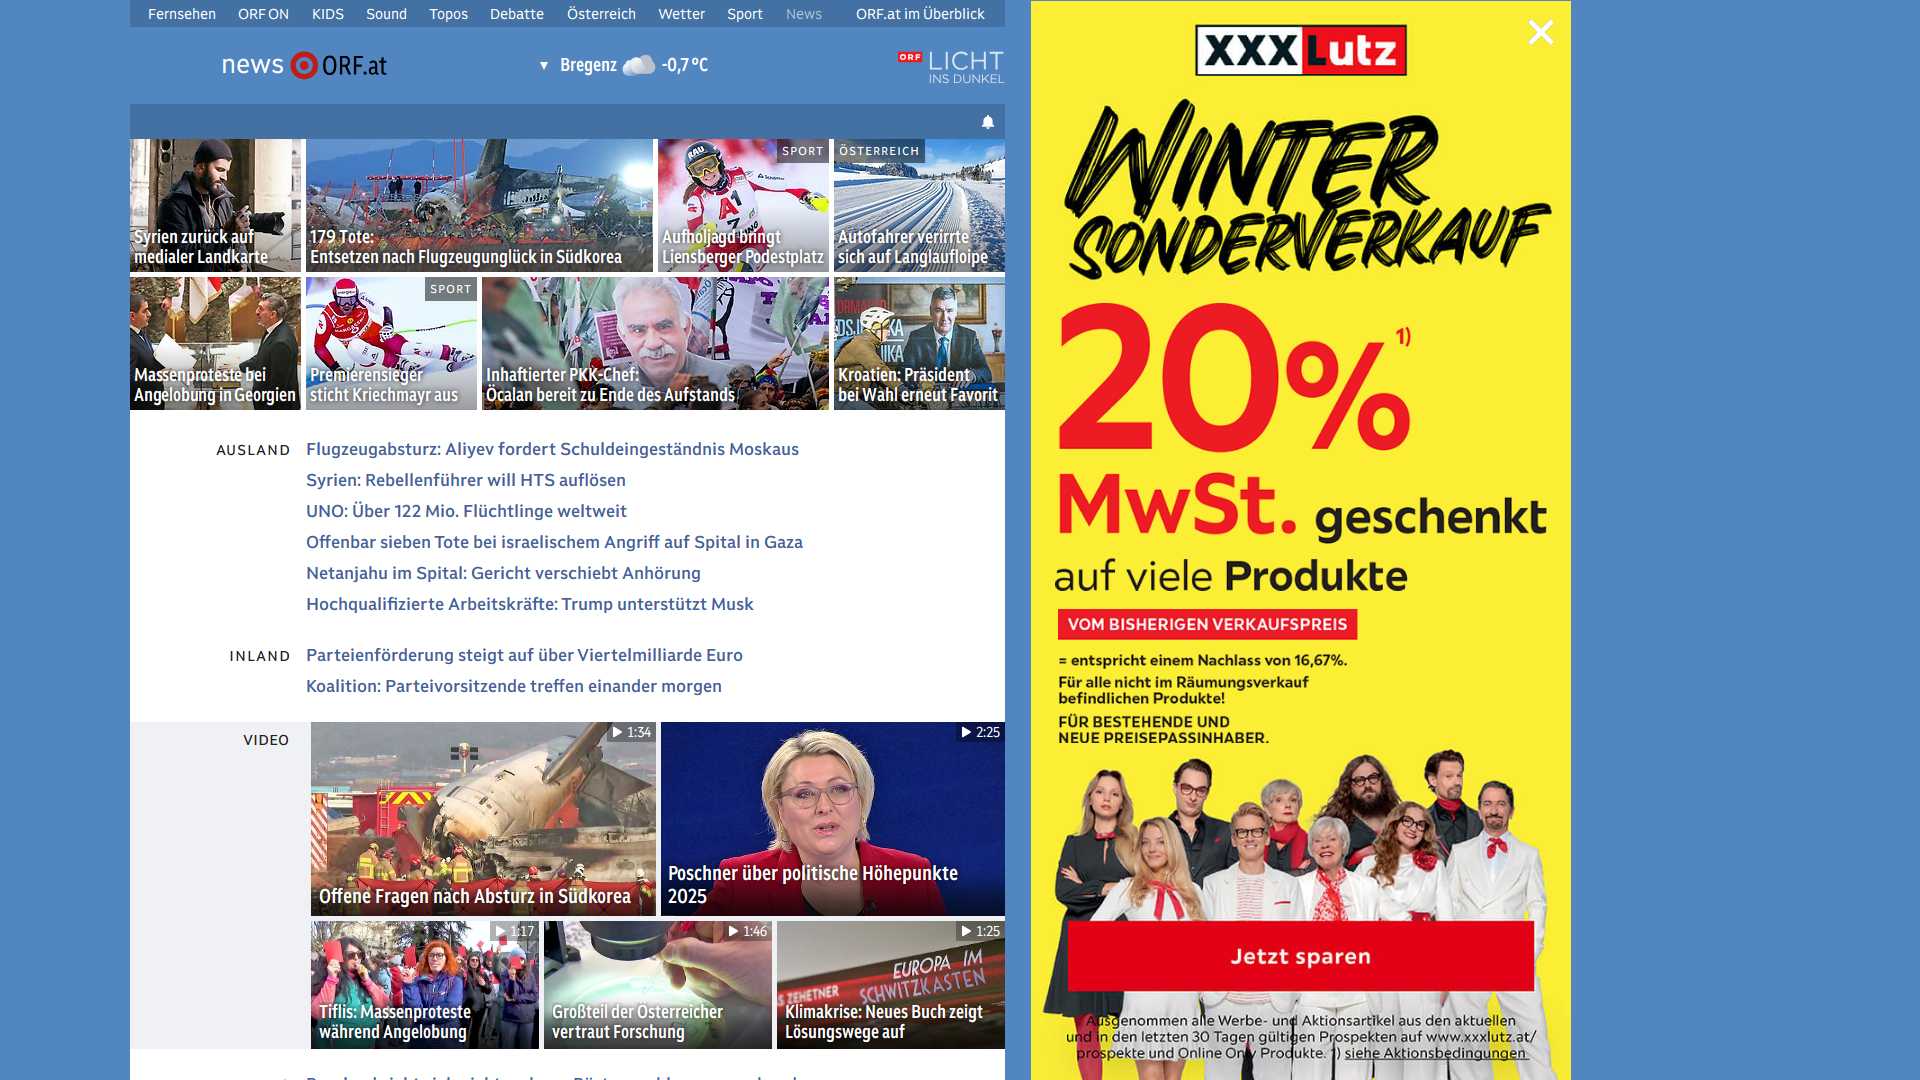 Fernsehen ORF ON KIDS Sound Topos Debatte Österreich Wetter Sport News ORF.at im Überblick
news ORF.at
▼ Bregenz -0,7 °C
ORF LICHT
INS DUNKEL
Syrien zurück auf
medialer Landkarte
179 Tote:
Entsetzen nach Flugzeugunglück in Südkorea
SPORT
RAU
A1
Aufholjagd bringt
Liensberger Podestplatz
ÖSTERREICH
Autofahrer verirrte
sich auf Langlaufloipe
Massenproteste bei
Angelobung in Georgien
SPORT
Premierensieger
sticht Kriechmayr aus
Inhaftierter PKK-Chef:
Öcalan bereit zu Ende des Aufstands
Kroatien: Präsident
bei Wahl erneut Favorit
AUSLAND
Flugzeugabsturz: Aliyev fordert Schuldeingeständnis Moskaus
Syrien: Rebellenführer will HTS auflösen
UNO: Über 122 Mio. Flüchtlinge weltweit
Offenbar sieben Tote bei israelischem Angriff auf Spital in Gaza
Netanjahu im Spital: Gericht verschiebt Anhörung
Hochqualifizierte Arbeitskräfte: Trump unterstützt Musk
INLAND
Parteienförderung steigt auf über Viertelmilliarde Euro
Koalition: Parteivorsitzende treffen einander morgen
VIDEO
1:34
Offene Fragen nach Absturz in Südkorea
2:25
Poschner über politische Höhepunkte
2025
1:17
Tiflis: Massenproteste
während Angelobung
1:46
Großteil der Österreicher
vertraut Forschung
1:25
EUROPA IM
SCHWITZKASTEN
ZEHETNER
Klimakrise: Neues Buch zeigt
Lösungswege auf
XXXLutz
WINTER
SONDERVERKAUF
20% 1)
MwSt. geschenkt
auf viele Produkte
VOM BISHERIGEN VERKAUFSPREIS
= entspricht einem Nachlass von 16,67%.
Für alle nicht im Räumungsverkauf
befindlichen Produkte!
FÜR BESTEHENDE UND
NEUE PREISEPASSINHABER.
Jetzt sparen
Ausgenommen alle Werbe- und Aktionsartikel aus den aktuellen
und in den letzten 30 Tagen gültigen Prospekten auf www.xxxlutz.at/
prospekte und Online Only Produkte. 1) siehe Aktionsbedingungen